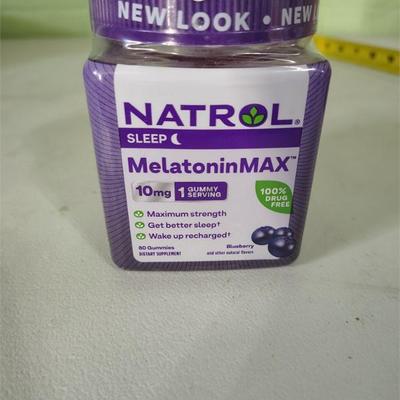 NEW LOOK • NEW
NATROL®
SLEEP
MelatoninMAX™
10mg 1 GUMMY SERVING
100% DRUG FREE
Maximum strength
Get better sleep†
Wake up recharged†
80 Gummies
DIETARY SUPPLEMENT
Blueberry
and other natural flavors